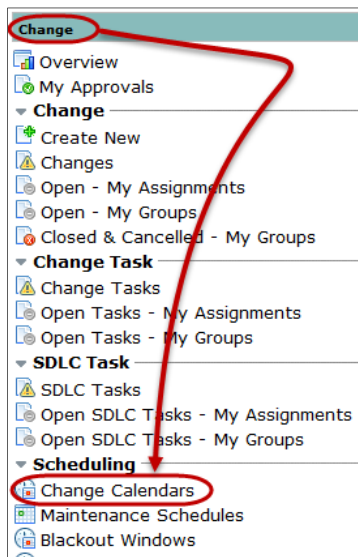 Change
Overview
My Approvals
Change
Create New
Changes
Open - My Assignments
Open - My Groups
Closed & Cancelled - My Groups
Change Task
Change Tasks
Open Tasks - My Assignments
Open Tasks - My Groups
SDLC Task
SDLC Tasks
Open SDLC Tasks - My Assignments
Open SDLC Tasks - My Groups
Scheduling
Change Calendars
Maintenance Schedules
Blackout Windows